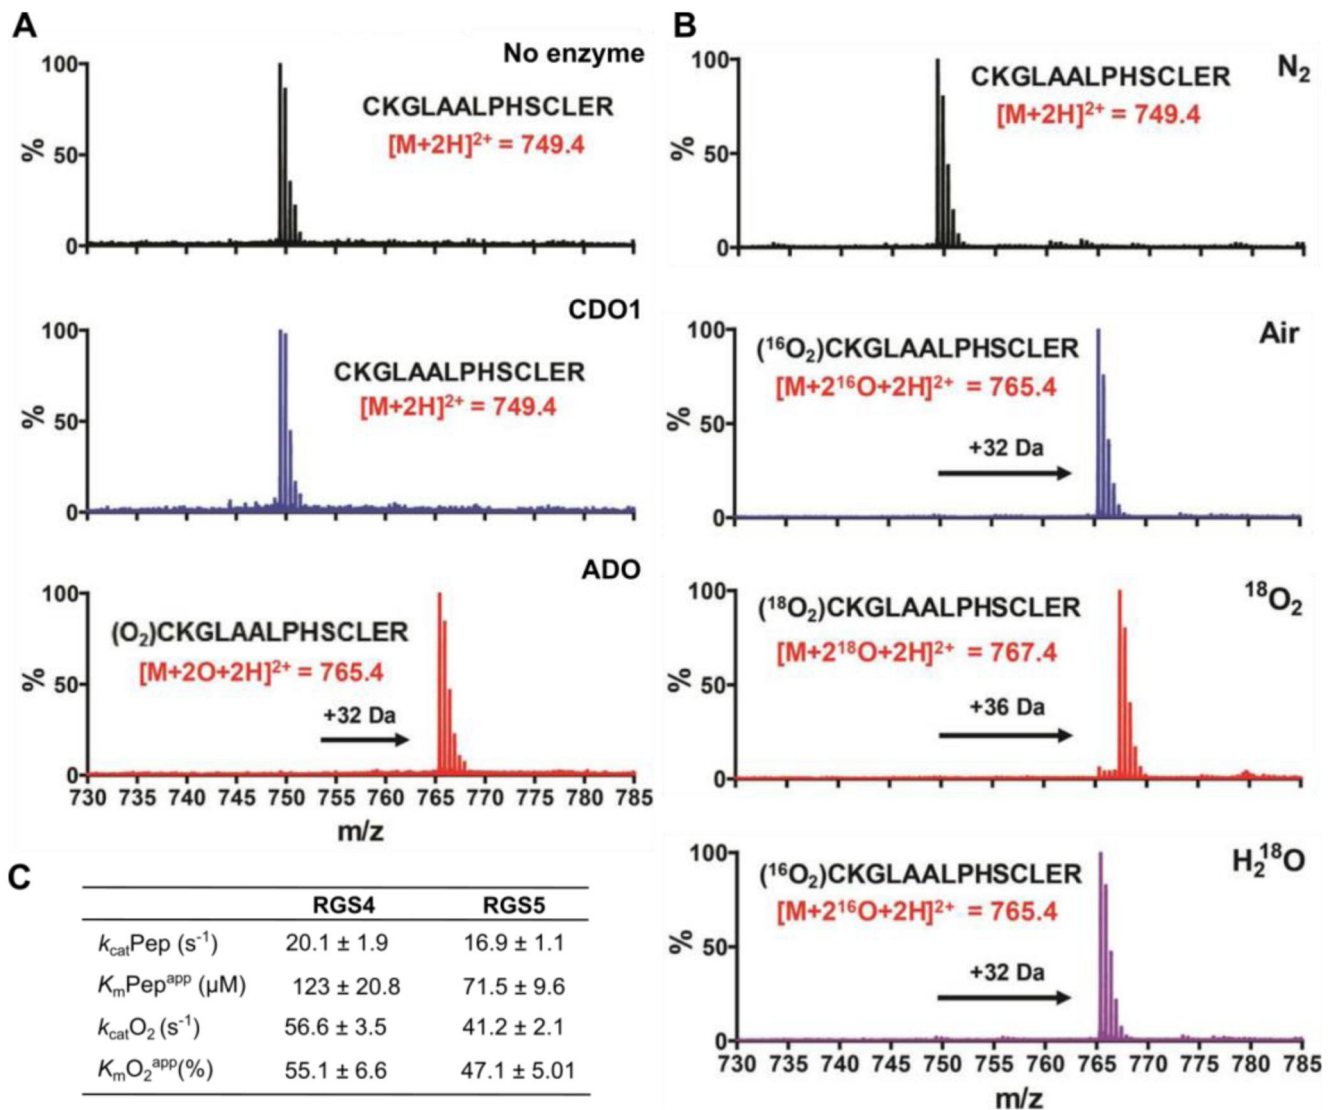 A
No enzyme
100
50
0
%
CKGLAALPHSCLER
[M+2H]²⁺ = 749.4
CDO1
100
50
0
%
CKGLAALPHSCLER
[M+2H]²⁺ = 749.4
ADO
100
50
0
%
(O₂)CKGLAALPHSCLER
[M+2O+2H]²⁺ = 765.4
+32 Da
730 735 740 745 750 755 760 765 770 775 780 785
m/z
B
N₂
100
50
0
%
CKGLAALPHSCLER
[M+2H]²⁺ = 749.4
Air
100
50
0
%
(¹⁶O₂)CKGLAALPHSCLER
[M+2¹⁶O+2H]²⁺ = 765.4
+32 Da
¹⁸O₂
100
50
0
%
(¹⁸O₂)CKGLAALPHSCLER
[M+2¹⁸O+2H]²⁺ = 767.4
+36 Da
H₂¹⁸O
100
50
0
%
(¹⁶O₂)CKGLAALPHSCLER
[M+2¹⁶O+2H]²⁺ = 765.4
+32 Da
730 735 740 745 750 755 760 765 770 775 780 785
m/z
C
RGS4 RGS5
kcatPep (s⁻¹) 20.1 ± 1.9 16.9 ± 1.1
KmPepᵃᵖᵖ (µM) 123 ± 20.8 71.5 ± 9.6
kcatO₂ (s⁻¹) 56.6 ± 3.5 41.2 ± 2.1
KmO₂ᵃᵖᵖ(%) 55.1 ± 6.6 47.1 ± 5.01